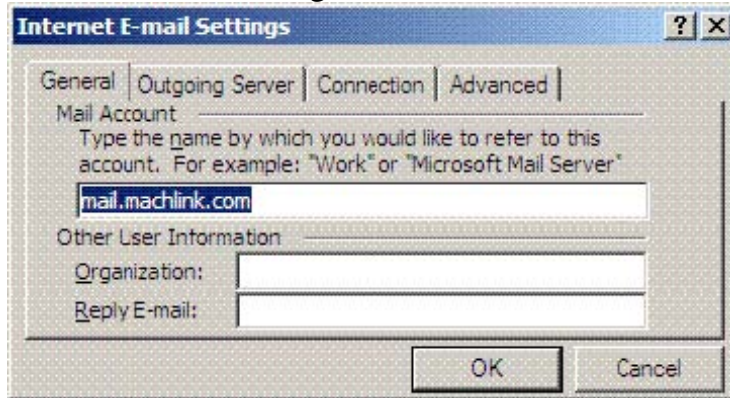 Internet E-mail Settings ? X
General Outgoing Server Connection Advanced
Mail Account
Type the name by which you would like to refer to this
account. For example: "Work" or "Microsoft Mail Server"
mail.machlink.com
Other User Information
Organization:
Reply E-mail:
OK Cancel